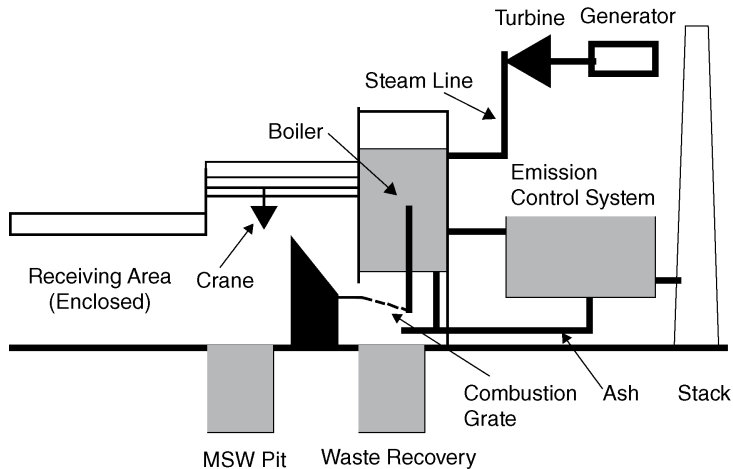 Turbine
Generator
Steam Line
Boiler
Emission
Control System
Receiving Area
(Enclosed)
Crane
Combustion
Grate
Ash
Stack
MSW Pit
Waste Recovery